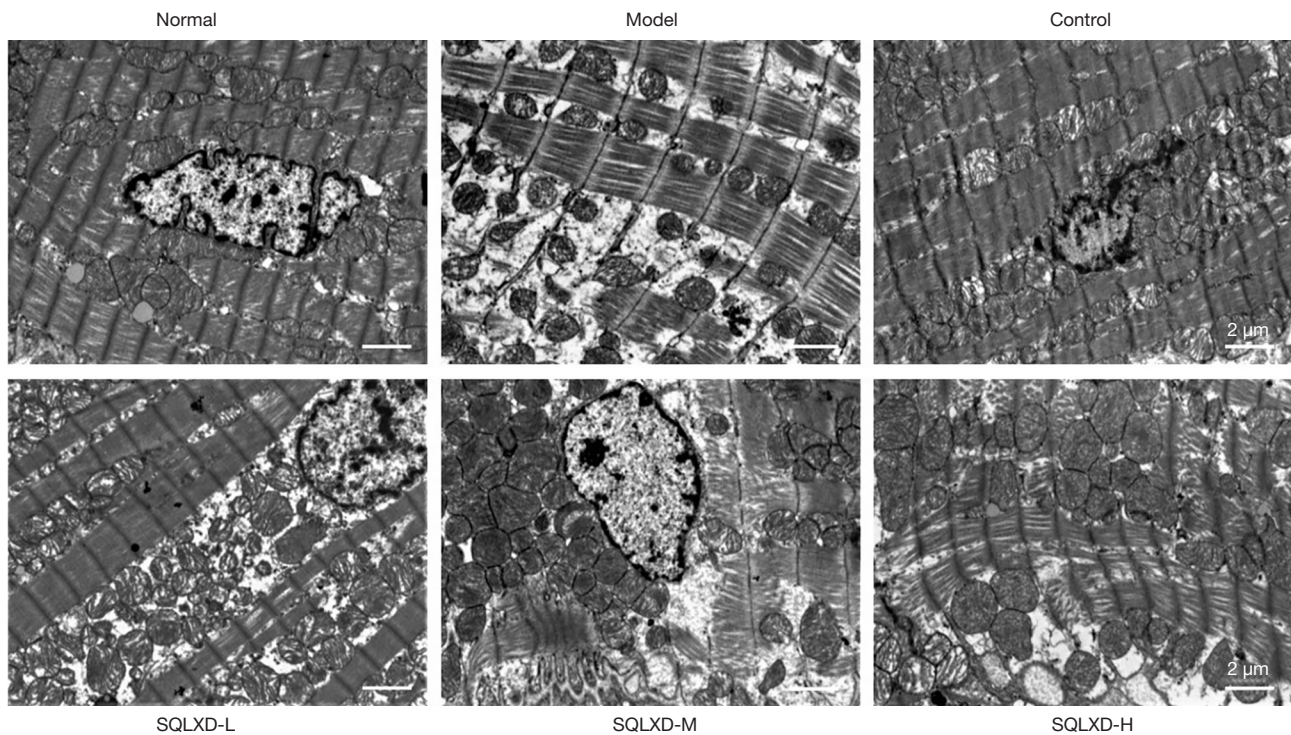 Normal
Model
Control
2 μm
2 μm
SQLXD-L
SQLXD-M
SQLXD-H